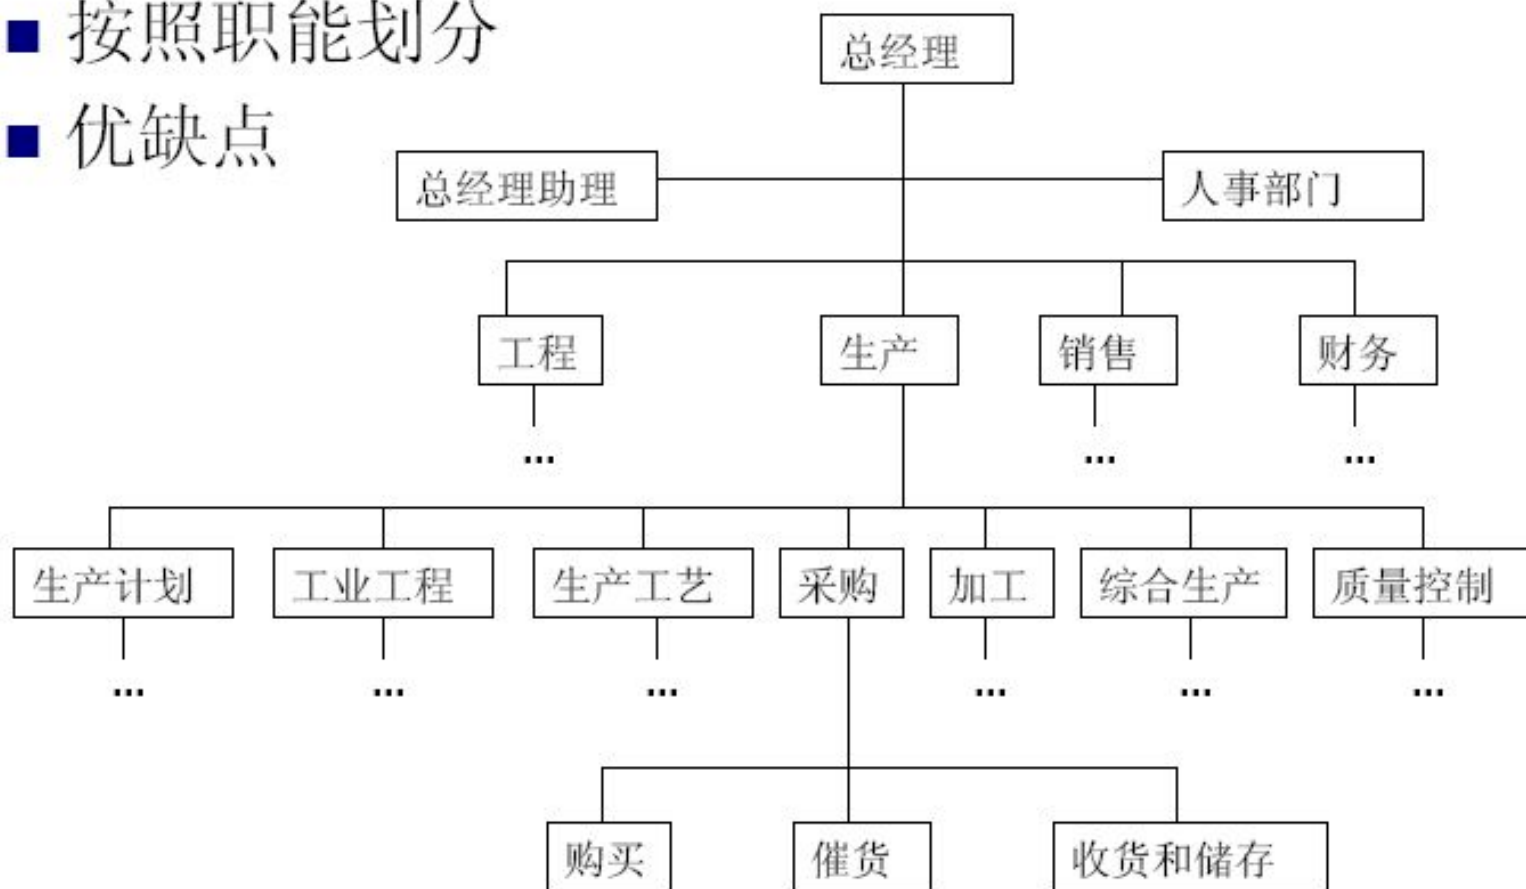 按照职能划分
优缺点
总经理
总经理助理
人事部门
工程
生产
销售
财务
...
...
...
生产计划
工业工程
生产工艺
采购
加工
综合生产
质量控制
...
...
...
...
...
...
购买
催货
收货和储存